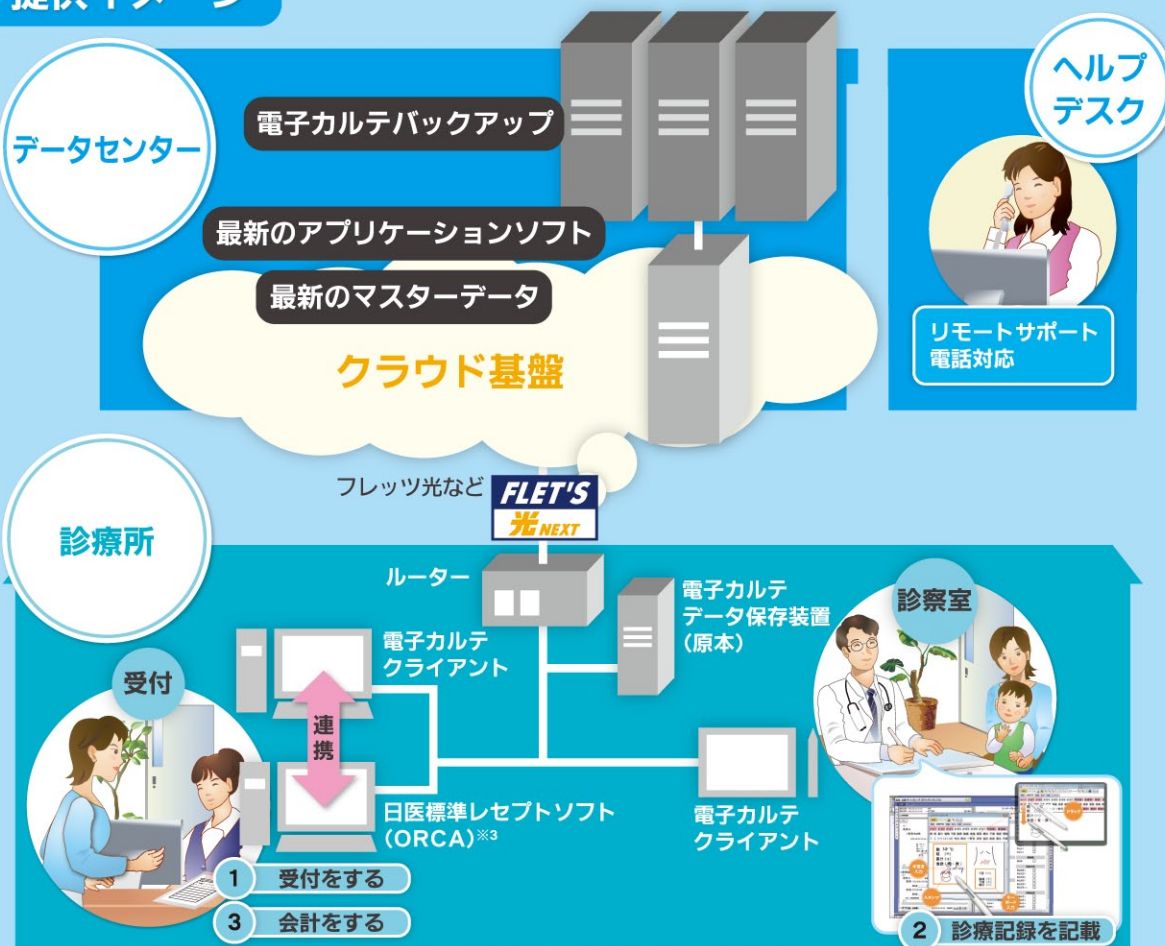 提供イメージ
データセンター
電子カルテバックアップ
最新のアプリケーションソフト
最新のマスターデータ
クラウド基盤
ヘルプ
デスク
リモートサポート
電話対応
フレッツ光など
FLET'S
光NEXT
診療所
ルーター
電子カルテ
データ保存装置
(原本)
電子カルテ
クライアント
連携
日医標準レセプトソフト
(ORCA)※3
電子カルテ
クライアント
受付
1 受付をする
3 会計をする
診察室
2 診療記録を記載